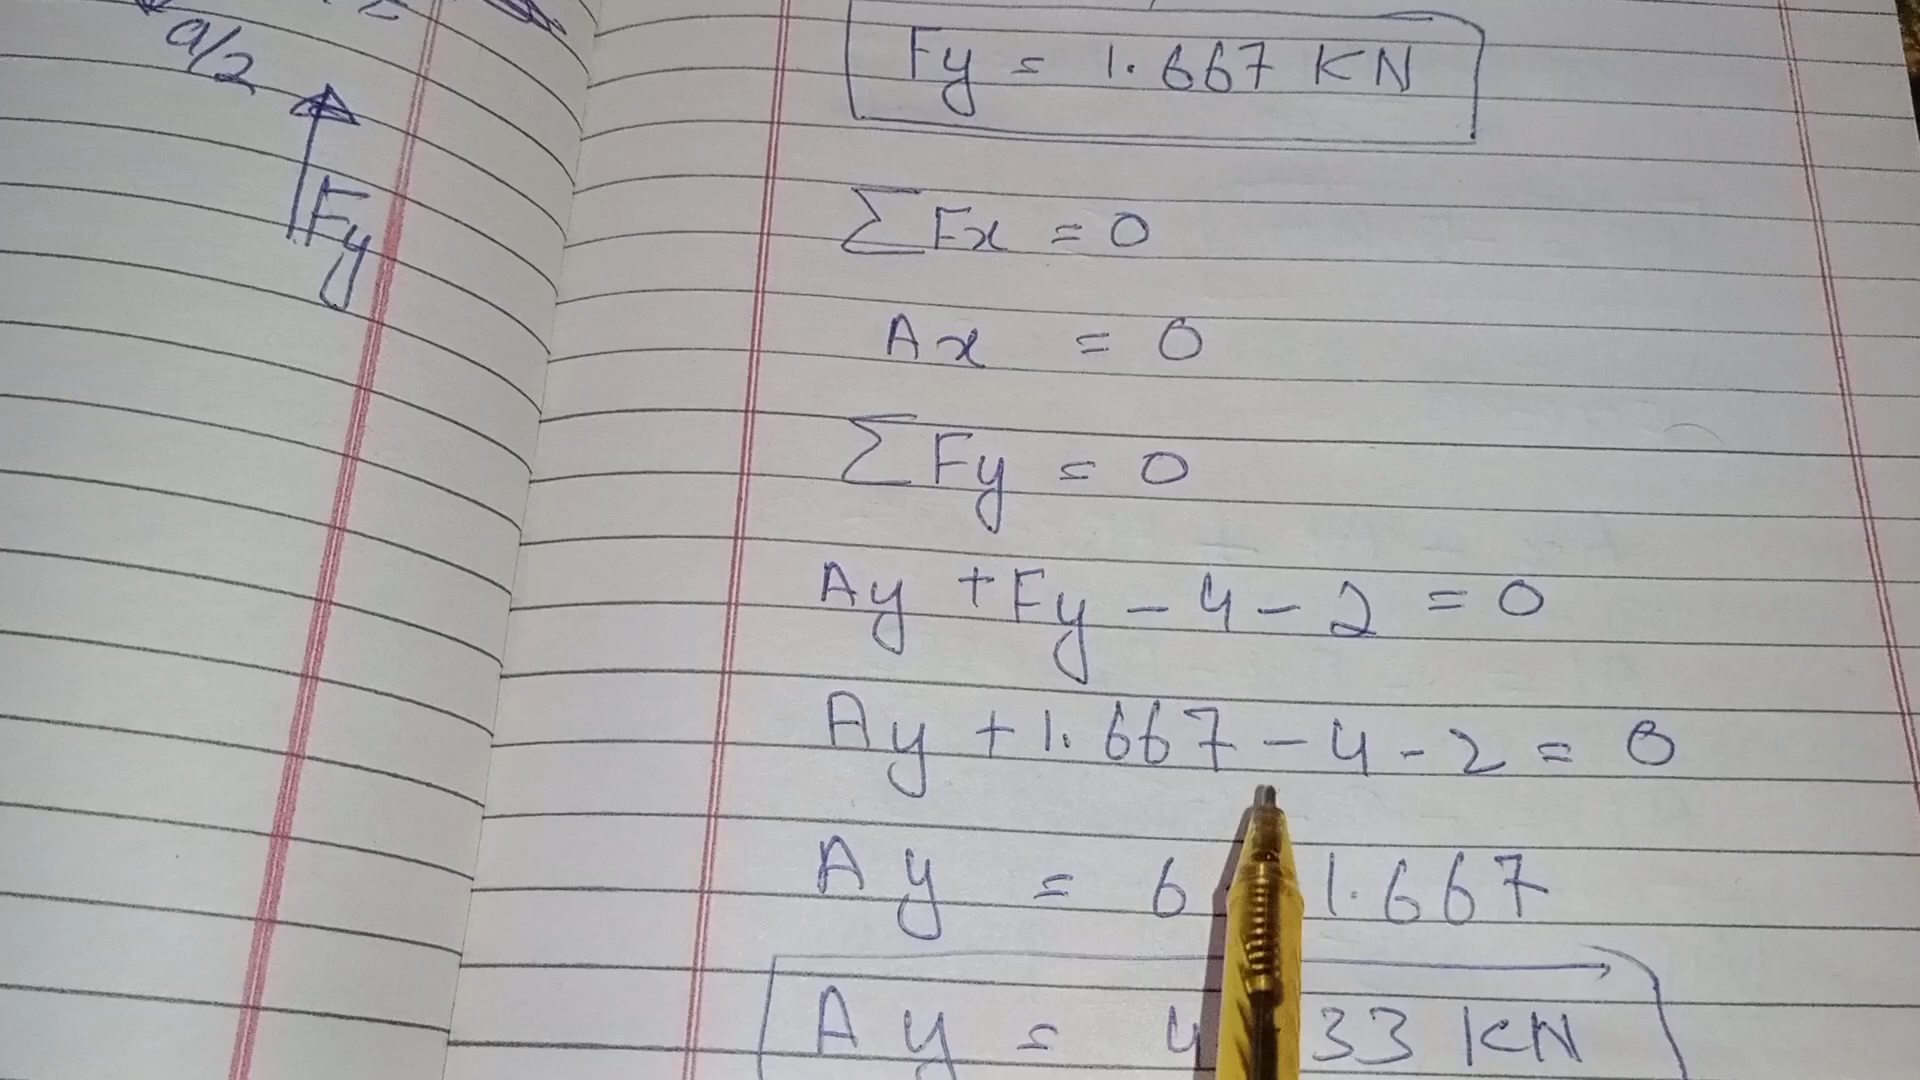 a/2
Fy
Fy = 1.667 KN
ΣFx = 0
Ax = 0
ΣFy = 0
Ay + Fy - 4 - 2 = 0
Ay + 1.667 - 4 - 2 = 0
Ay = 6 1.667
Ay = 4 33 KN